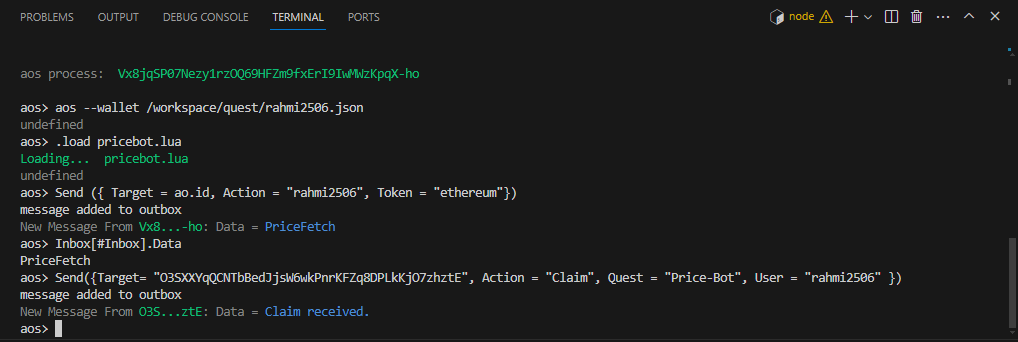 PROBLEMS OUTPUT DEBUG CONSOLE TERMINAL PORTS node
aos process: Vx8jqSP07Nezy1rzOQ69HFZm9fxErI9IwMWzKpqX-ho
aos> aos --wallet /workspace/quest/rahmi2506.json
undefined
aos> .load pricebot.lua
Loading... pricebot.lua
undefined
aos> Send ({ Target = ao.id, Action = "rahmi2506", Token = "ethereum"})
message added to outbox
New Message From Vx8...-ho: Data = PriceFetch
aos> Inbox[#Inbox].Data
PriceFetch
aos> Send({Target= "O3SXXYqQCNTbBedJjsW6wkPnrKFZq8DPLkKjO7zhztE", Action = "Claim", Quest = "Price-Bot", User = "rahmi2506" })
message added to outbox
New Message From O3S...ztE: Data = Claim received.
aos>